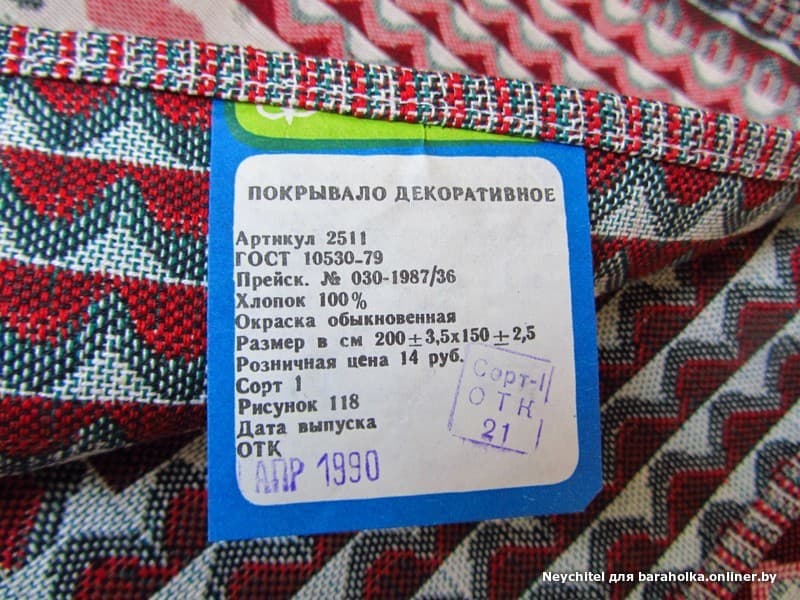 ПОКРЫВАЛО ДЕКОРАТИВНОЕ
Артикул 2511
ГОСТ 10530-79
Прейск. № 030-1987/36
Хлопок 100%
Окраска обыкновенная
Размер в см 200±3,5х150±2,5
Розничная цена 14 руб.
Сорт 1
Рисунок 118
Дата выпуска
ОТК
АПР 1990
Сорт-I
ОТК
21
Neychitel для baraholka.onliner.by